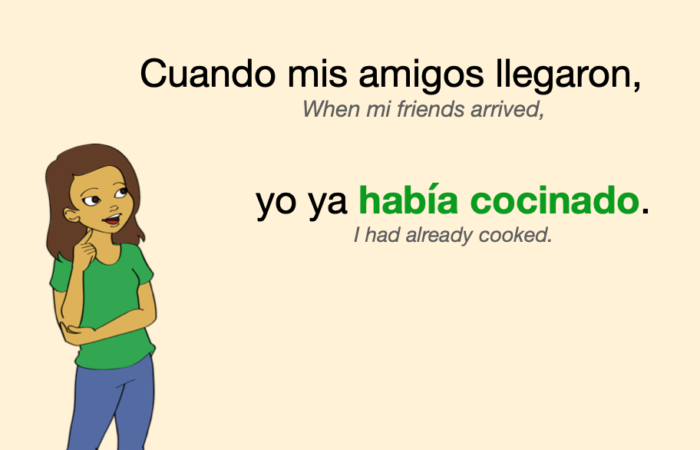 Cuando mis amigos llegaron,
When mi friends arrived,
yo ya había cocinado.
I had already cooked.